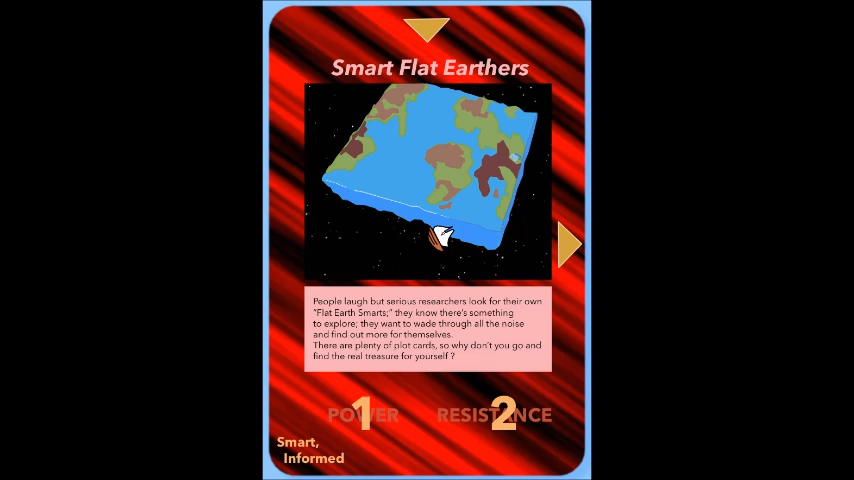 Smart Flat Earthers
People laugh but serious researchers look for their own
“Flat Earth Smarts;” they know there’s something
to explore; they want to wade through all the noise
and find out more for themselves.
There are plenty of plot cards, so why don’t you go and
find the real treasure for yourself ?
POWER 1 RESISTANCE 2
Smart,
Informed